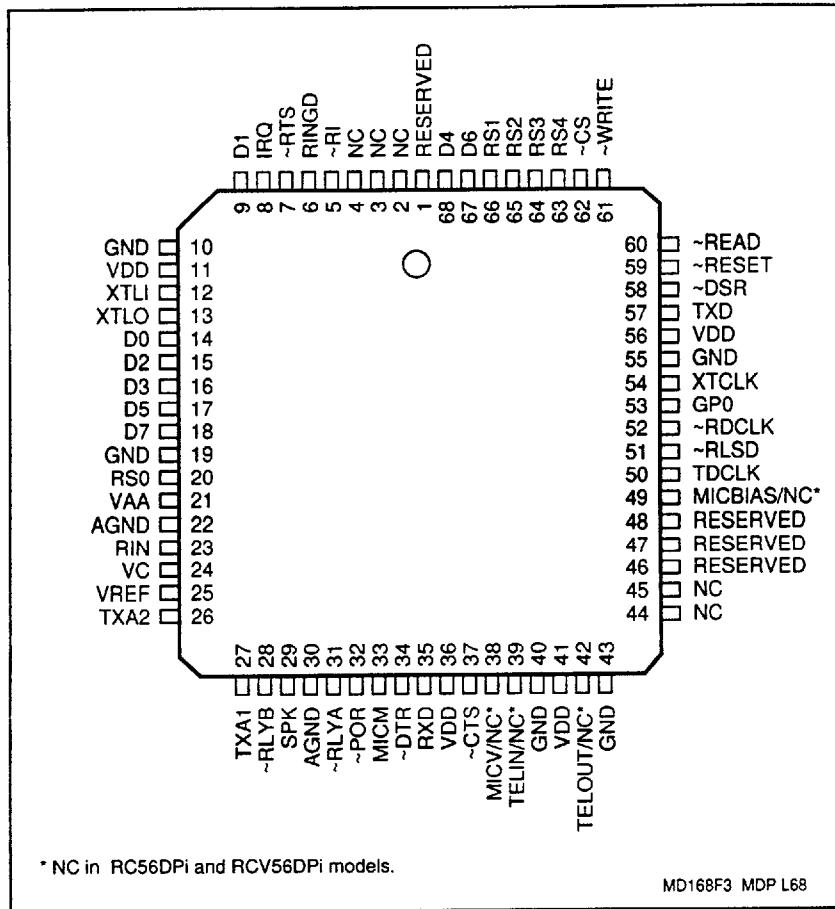 D1
IRQ
~RTS
RINGD
~RI
NC
NC
NC
RESERVED
D4
D6
RS1
RS2
RS3
RS4
~CS
~WRITE
9 8 7 6 5 4 3 2 1 68 67 66 65 64 63 62 61
GND 10
VDD 11
XTLI 12
XTLO 13
D0 14
D2 15
D3 16
D5 17
D7 18
GND 19
RS0 20
VAA 21
AGND 22
RIN 23
VC 24
VREF 25
TXA2 26
60 ~READ
59 ~RESET
58 ~DSR
57 TXD
56 VDD
55 GND
54 XTCLK
53 GP0
52 ~RDCLK
51 ~RLSD
50 TDCLK
49 MICBIAS/NC*
48 RESERVED
47 RESERVED
46 RESERVED
45 NC
44 NC
27 28 29 30 31 32 33 34 35 36 37 38 39 40 41 42 43
TXA1
~RLYB
SPK
AGND
~RLYA
~POR
MICM
~DTR
RXD
VDD
~CTS
MICV/NC*
TELIN/NC*
GND
VDD
TELOUT/NC*
GND
* NC in RC56DPi and RCV56DPi models.
MD168F3 MDP L68